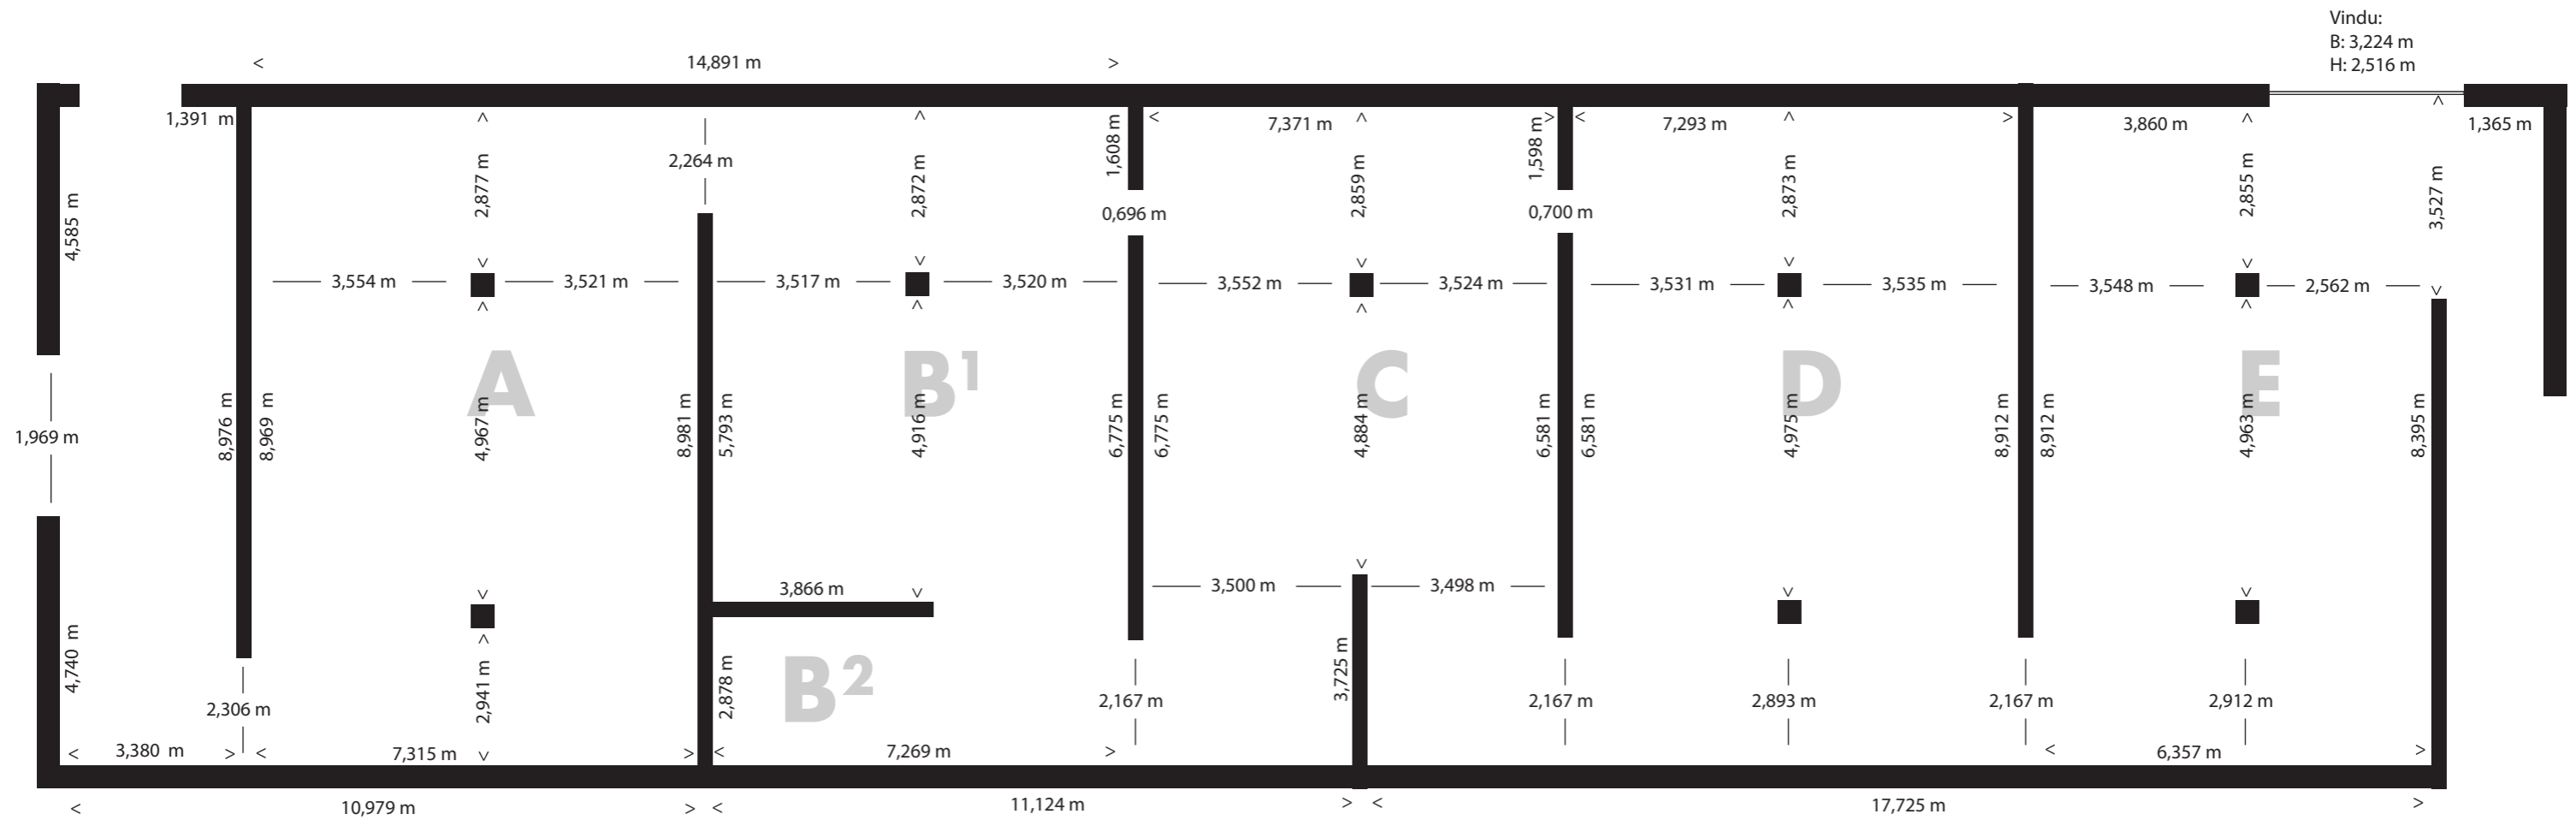 Vindu:
B: 3,224 m
H: 2,516 m
< 14,891 m >
1,391 m
2,264 m
1,608 m
< 7,371 m >
1,598 m
< 7,293 m >
3,860 m
1,365 m
4,585 m
2,877 m
2,872 m
0,696 m
2,859 m
0,700 m
2,873 m
2,855 m
3,527 m
3,554 m
3,521 m
3,517 m
3,520 m
3,552 m
3,524 m
3,531 m
3,535 m
3,548 m
2,562 m
A
B1
C
D
E
1,969 m
8,976 m
8,969 m
4,967 m
8,981 m
5,793 m
4,916 m
6,775 m
6,775 m
4,884 m
6,581 m
6,581 m
4,975 m
8,912 m
8,912 m
4,963 m
8,395 m
3,866 m
3,500 m
3,498 m
4,740 m
2,306 m
2,941 m
2,878 m
B2
2,167 m
3,725 m
2,167 m
2,893 m
2,167 m
2,912 m
< 3,380 m >
< 7,315 m >
< 7,269 m >
< 6,357 m >
< 10,979 m >
< 11,124 m >
< 17,725 m >